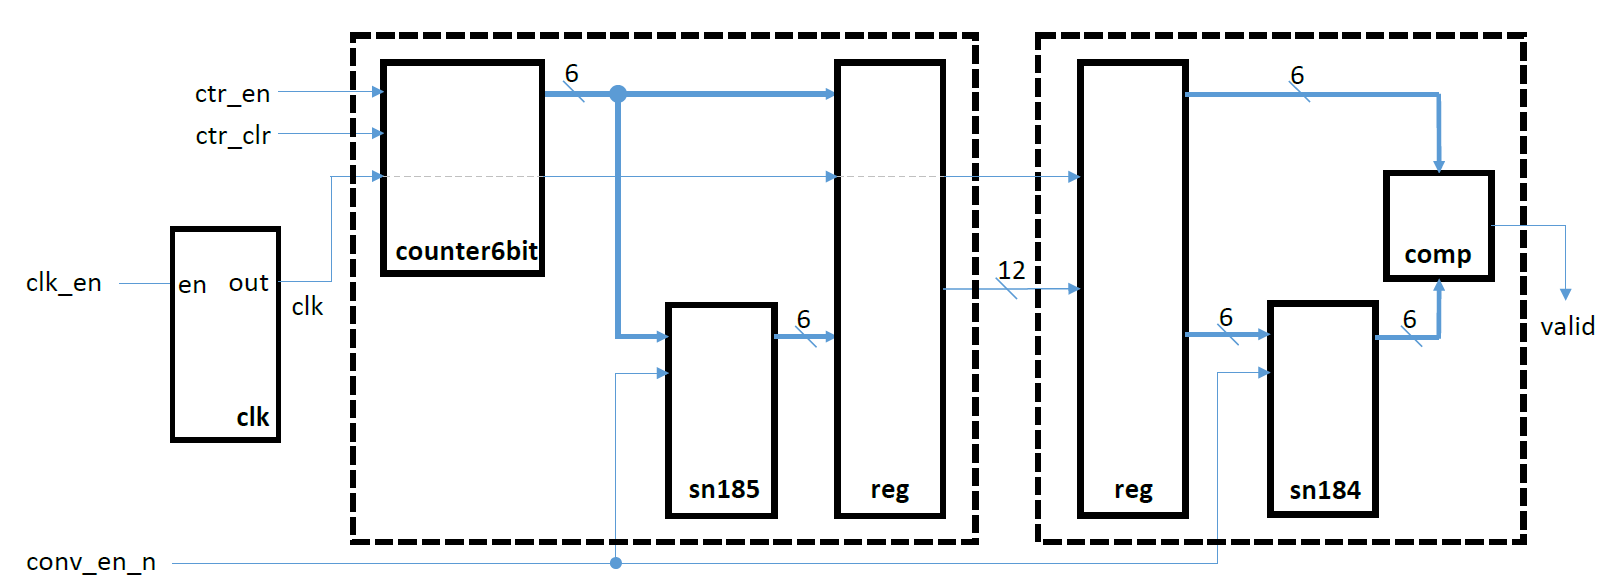 6
6
ctr_en
ctr_clr
counter6bit
comp
clk_en
en
out
clk
12
valid
6
6
6
clk
sn185
reg
reg
sn184
conv_en_n